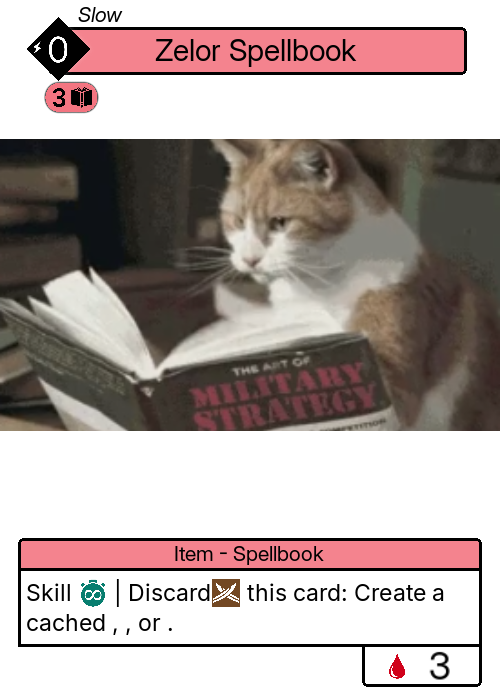 Slow
0
Zelor Spellbook
3
THE ART OF
MILITARY
STRATEGY
Item - Spellbook
Skill | Discard this card: Create a
cached , , or .
3